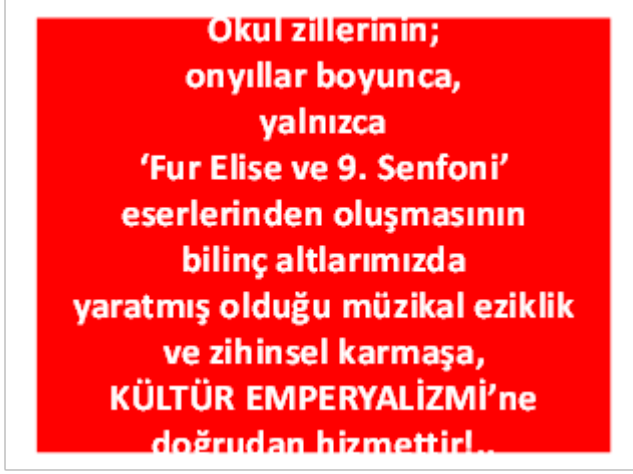 Okul zillerinin;
onyıllar boyunca,
yalnızca
‘Fur Elise ve 9. Senfoni’
eserlerinden oluşmasının
bilinç altlarımızda
yaratmış olduğu müzikal eziklik
ve zihinsel karmaşa,
KÜLTÜR EMPERYALİZMİ’ne
doğrudan hizmettir!..